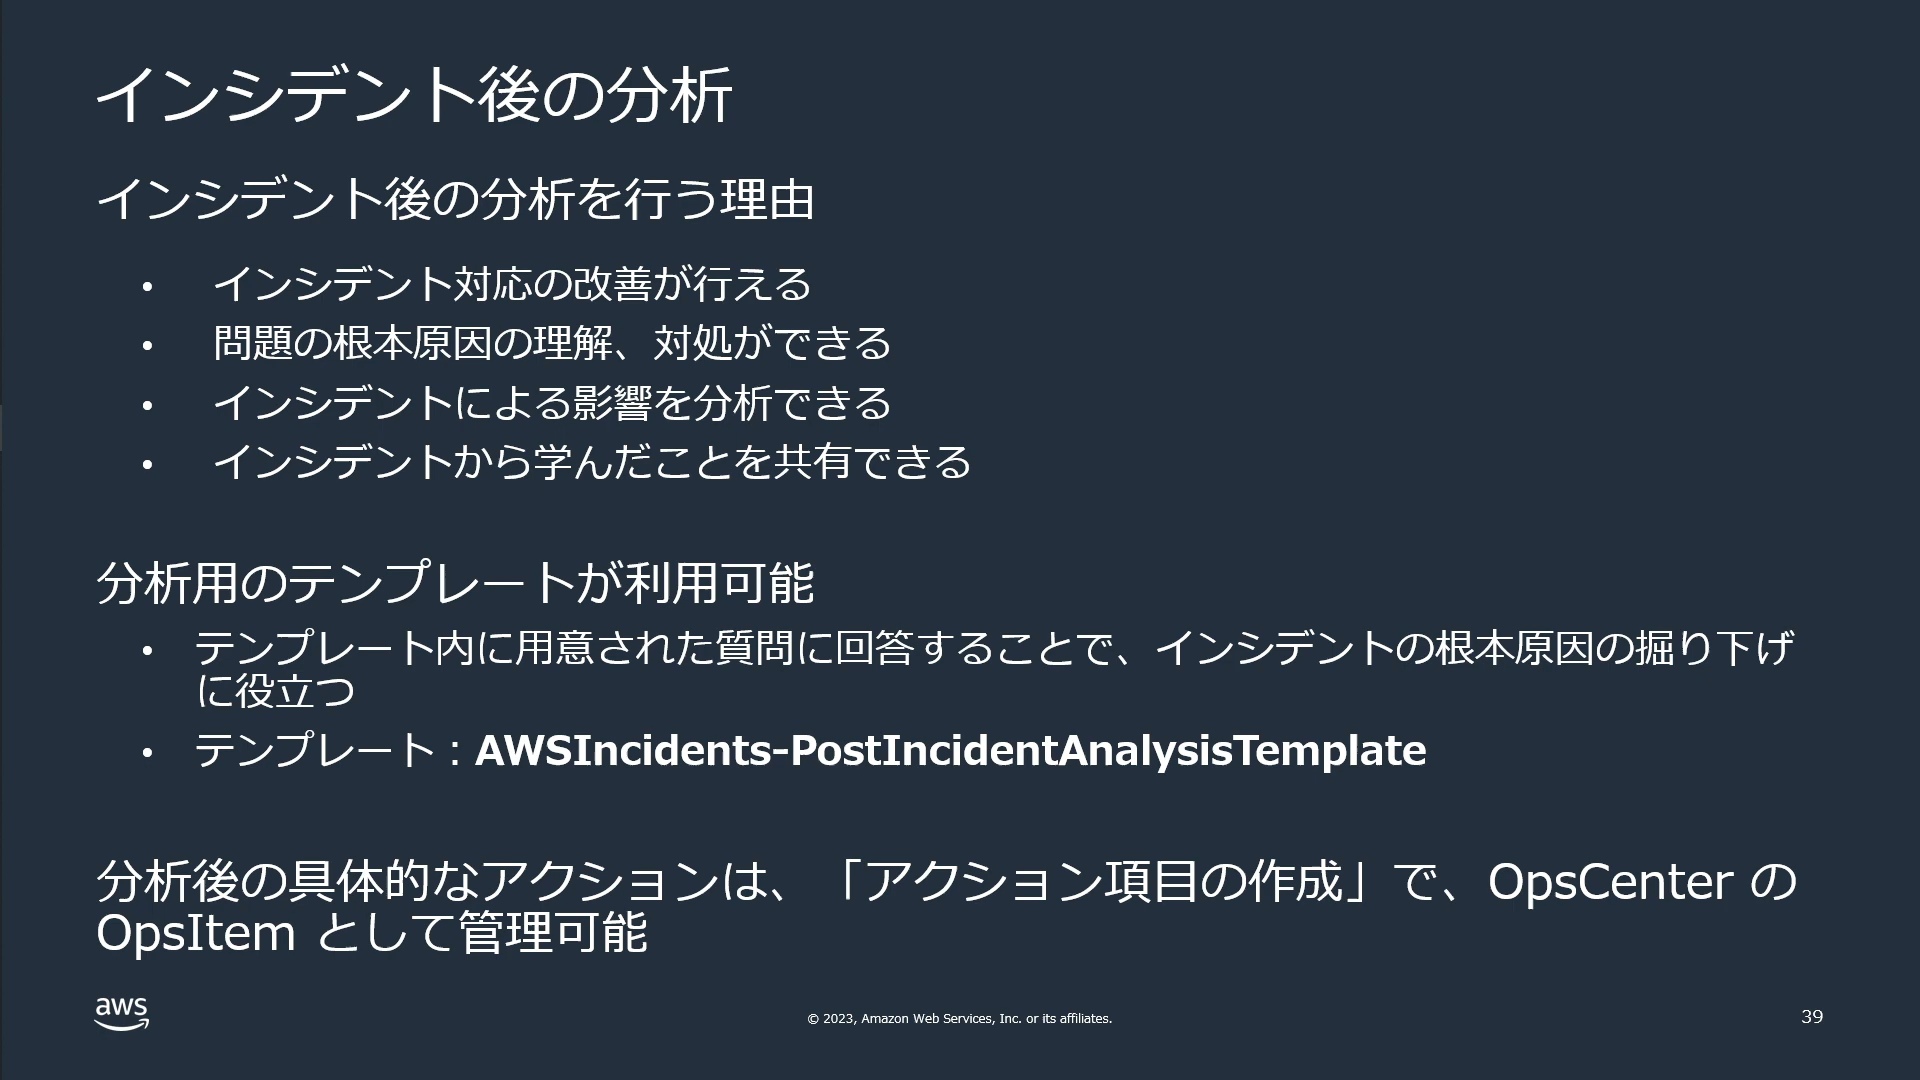 インシデント後の分析
インシデント後の分析を行う理由
• インシデント対応の改善が行える
• 問題の根本原因の理解、対処ができる
• インシデントによる影響を分析できる
• インシデントから学んだことを共有できる
分析用のテンプレートが利用可能
• テンプレート内に用意された質問に回答することで、インシデントの根本原因の掘り下げ
に役立つ
• テンプレート：AWSIncidents-PostIncidentAnalysisTemplate
分析後の具体的なアクションは、「アクション項目の作成」で、OpsCenter の
OpsItem として管理可能
aws
© 2023, Amazon Web Services, Inc. or its affiliates.
39